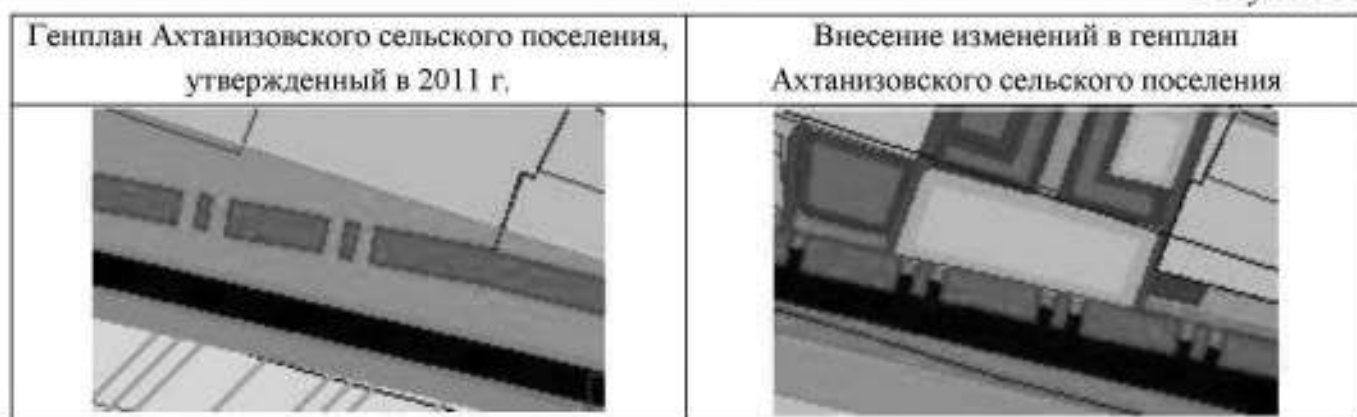 Генплан Ахтанизовского сельского поселения,
утвержденный в 2011 г.
Внесение изменений в генплан
Ахтанизовского сельского поселения